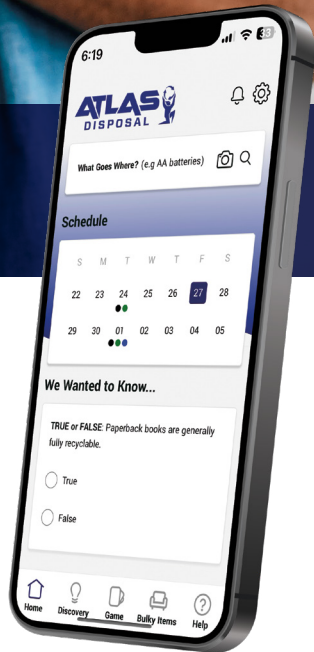 6:19
33
ATLAS
DISPOSAL
What Goes Where? (e.g AA batteries)
Schedule
S M T W T F S
22 23 24 25 26 27 28
29 30 01 02 03 04 05
We Wanted to Know...
TRUE or FALSE: Paperback books are generally
fully recyclable.
True
False
Home Discovery Game Bulky Items Help